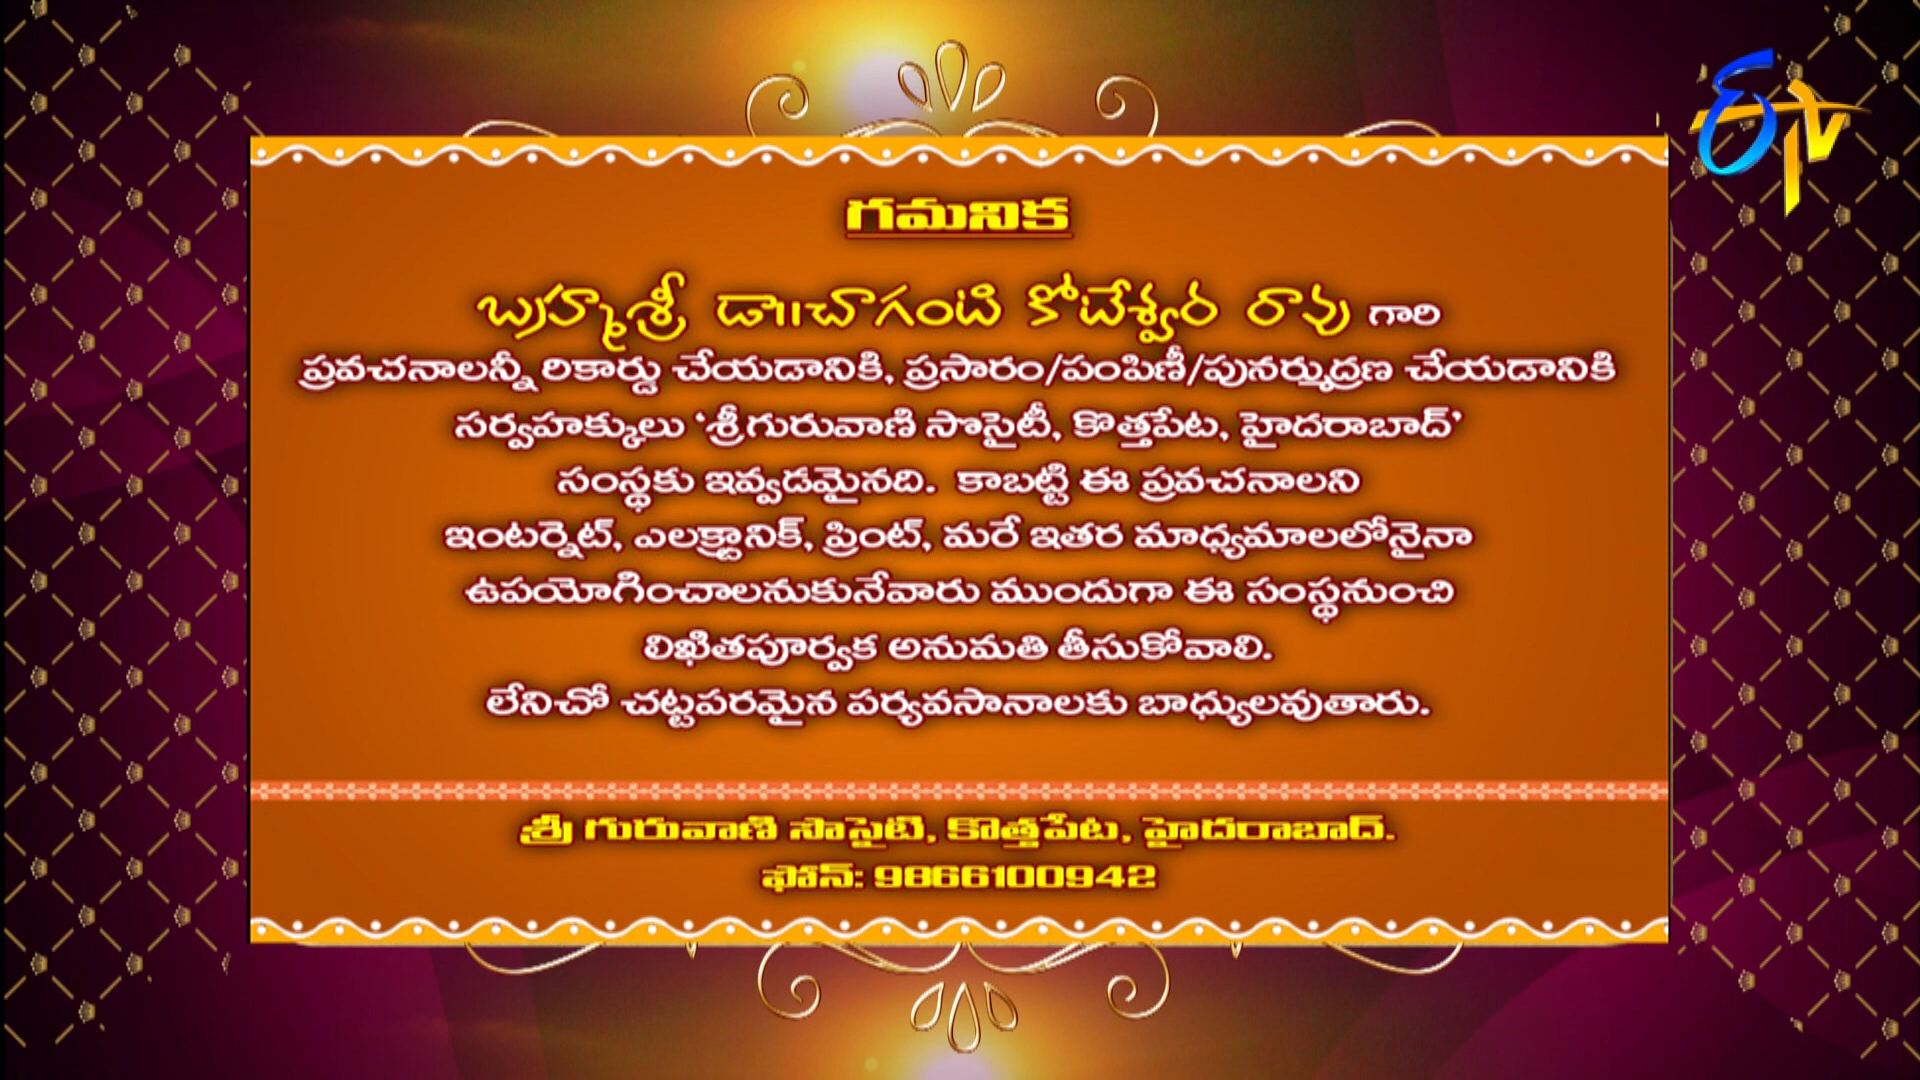 ఈTV
గమనిక
బ్రహ్మశ్రీ డా॥చాగంటి కోటేశ్వర రావు గారి
ప్రవచనాలన్నీ రికార్డు చేయడానికి, ప్రసారం/పంపిణీ/పునర్ముద్రణ చేయడానికి
సర్వహక్కులు ‘శ్రీగురువాణి సొసైటీ, కొత్తపేట, హైదరాబాద్’
సంస్థకు ఇవ్వడమైనది. కాబట్టి ఈ ప్రవచనాలని
ఇంటర్నెట్, ఎలక్ట్రానిక్, ప్రింట్, మరే ఇతర మాధ్యమాలలోనైనా
ఉపయోగించాలనుకునేవారు ముందుగా ఈ సంస్థనుంచి
లిఖితపూర్వక అనుమతి తీసుకోవాలి.
లేనిచో చట్టపరమైన పర్యవసానాలకు బాధ్యులవుతారు.
శ్రీ గురువాణి సొసైటి, కొత్తపేట, హైదరాబాద్.
ఫోన్: 9866100942